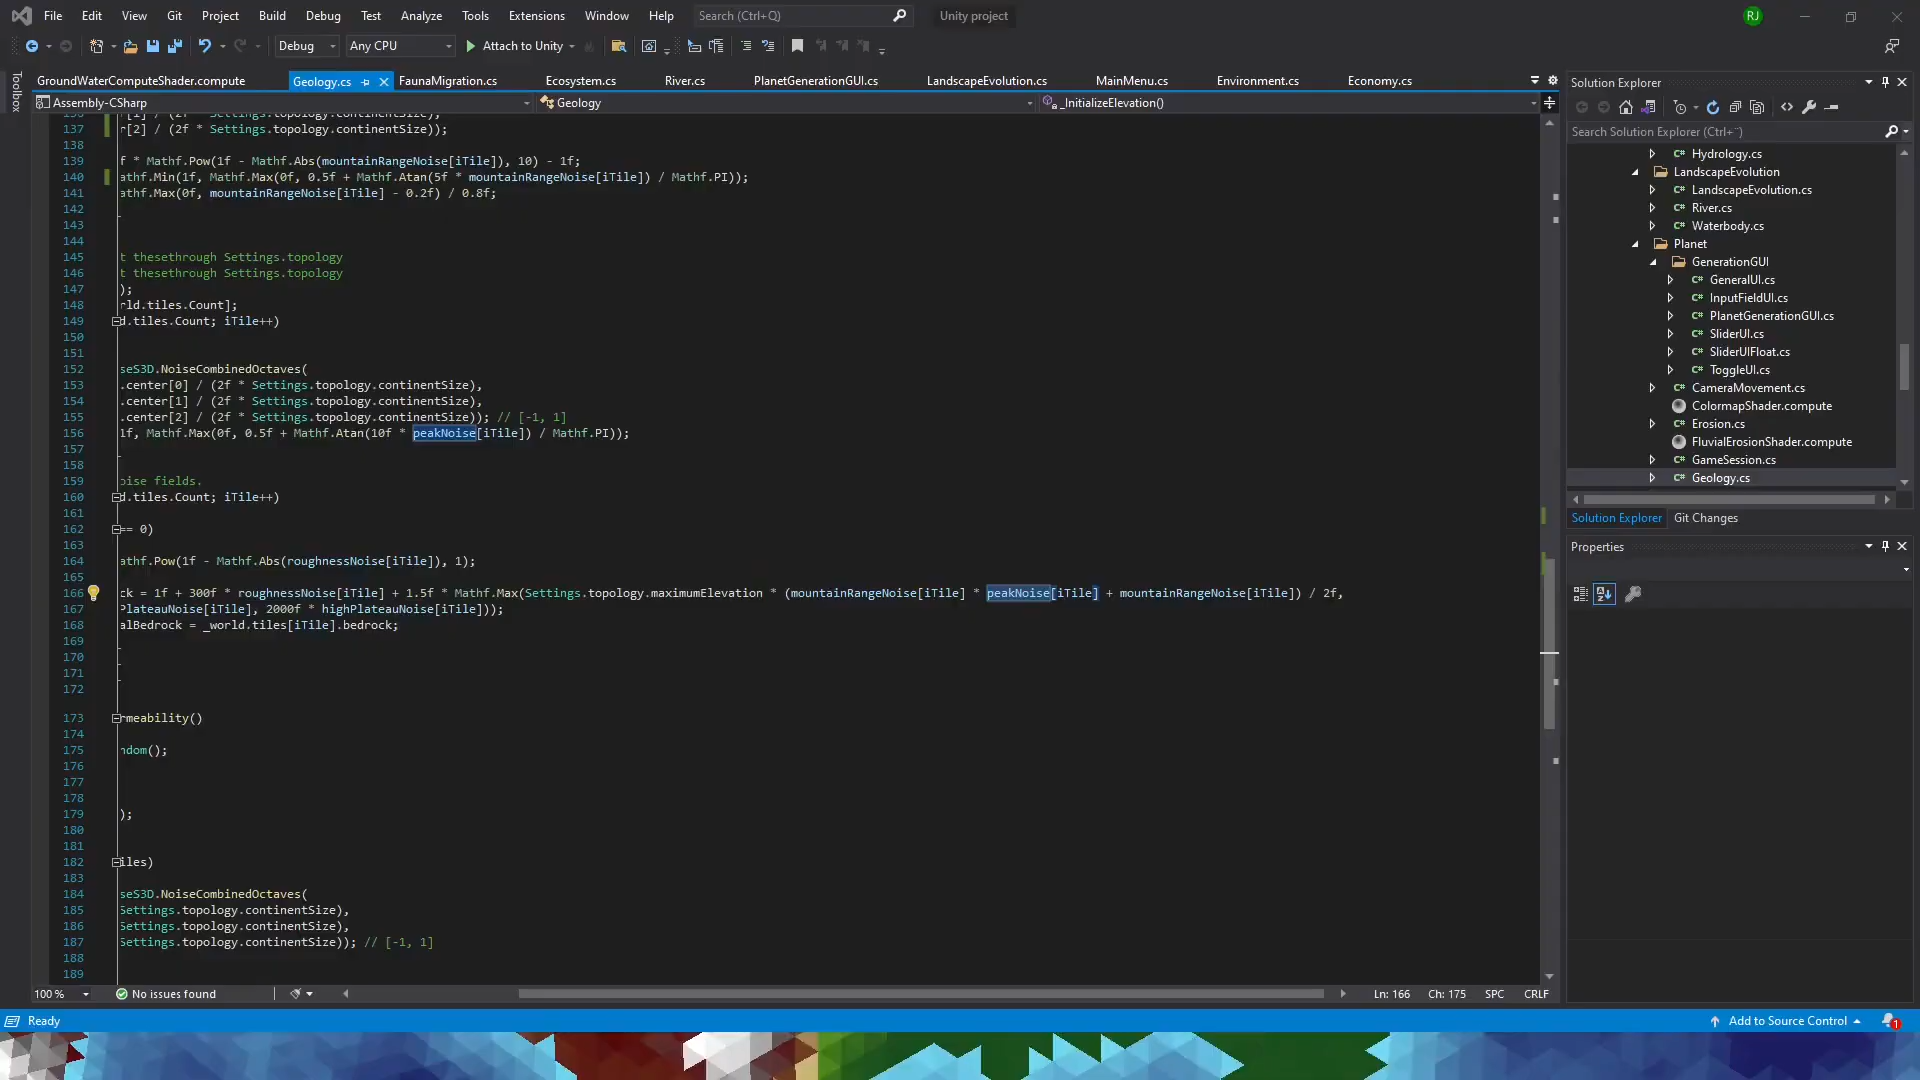 File Edit View Git Project Build Debug Test Analyze Tools Extensions Window Help Search (Ctrl+Q) Unity project RJ
Debug Any CPU Attach to Unity
Toolbox
GroundWaterComputeShader.compute Geology.cs FaunaMigration.cs Ecosystem.cs River.cs PlanetGenerationGUI.cs LandscapeEvolution.cs MainMenu.cs Environment.cs Economy.cs
Assembly-CSharp Geology _InitializeElevation()
136 r[1] / (2f * Settings.topology.continentSize),
137 r[2] / (2f * Settings.topology.continentSize));
138
139 f * Mathf.Pow(1f - Mathf.Abs(mountainRangeNoise[iTile]), 10) - 1f;
140 athf.Min(1f, Mathf.Max(0f, 0.5f + Mathf.Atan(5f * mountainRangeNoise[iTile]) / Mathf.PI));
141 athf.Max(0f, mountainRangeNoise[iTile] - 0.2f) / 0.8f;
142
143
144
145 t thesethrough Settings.topology
146 t thesethrough Settings.topology
147 );
148 rld.tiles.Count];
149 d.tiles.Count; iTile++)
150
151
152 seS3D.NoiseCombinedOctaves(
153 .center[0] / (2f * Settings.topology.continentSize),
154 .center[1] / (2f * Settings.topology.continentSize),
155 .center[2] / (2f * Settings.topology.continentSize)); // [-1, 1]
156 1f, Mathf.Max(0f, 0.5f + Mathf.Atan(10f * peakNoise[iTile]) / Mathf.PI));
157
158
159 oise fields.
160 d.tiles.Count; iTile++)
161
162 == 0)
163
164 athf.Pow(1f - Mathf.Abs(roughnessNoise[iTile]), 1);
165
166 ck = 1f + 300f * roughnessNoise[iTile] + 1.5f * Mathf.Max(Settings.topology.maximumElevation * (mountainRangeNoise[iTile] * peakNoise[iTile] + mountainRangeNoise[iTile]) / 2f,
167 PlateauNoise[iTile], 2000f * highPlateauNoise[iTile]));
168 alBedrock = _world.tiles[iTile].bedrock;
169
170
171
172
173 rmeability()
174
175 ndom();
176
177
178
179 );
180
181
182 iles)
183
184 seS3D.NoiseCombinedOctaves(
185 Settings.topology.continentSize),
186 Settings.topology.continentSize),
187 Settings.topology.continentSize)); // [-1, 1]
188
189
100 % No issues found Ln: 166 Ch: 175 SPC CRLF
Ready Add to Source Control 1
Solution Explorer
Search Solution Explorer (Ctrl+¨)
C# Hydrology.cs
LandscapeEvolution
C# LandscapeEvolution.cs
C# River.cs
C# Waterbody.cs
Planet
GenerationGUI
C# GeneralUI.cs
C# InputFieldUI.cs
C# PlanetGenerationGUI.cs
C# SliderUI.cs
C# SliderUIFloat.cs
C# ToggleUI.cs
C# CameraMovement.cs
ColormapShader.compute
C# Erosion.cs
FluvialErosionShader.compute
C# GameSession.cs
C# Geology.cs
Solution Explorer Git Changes
Properties